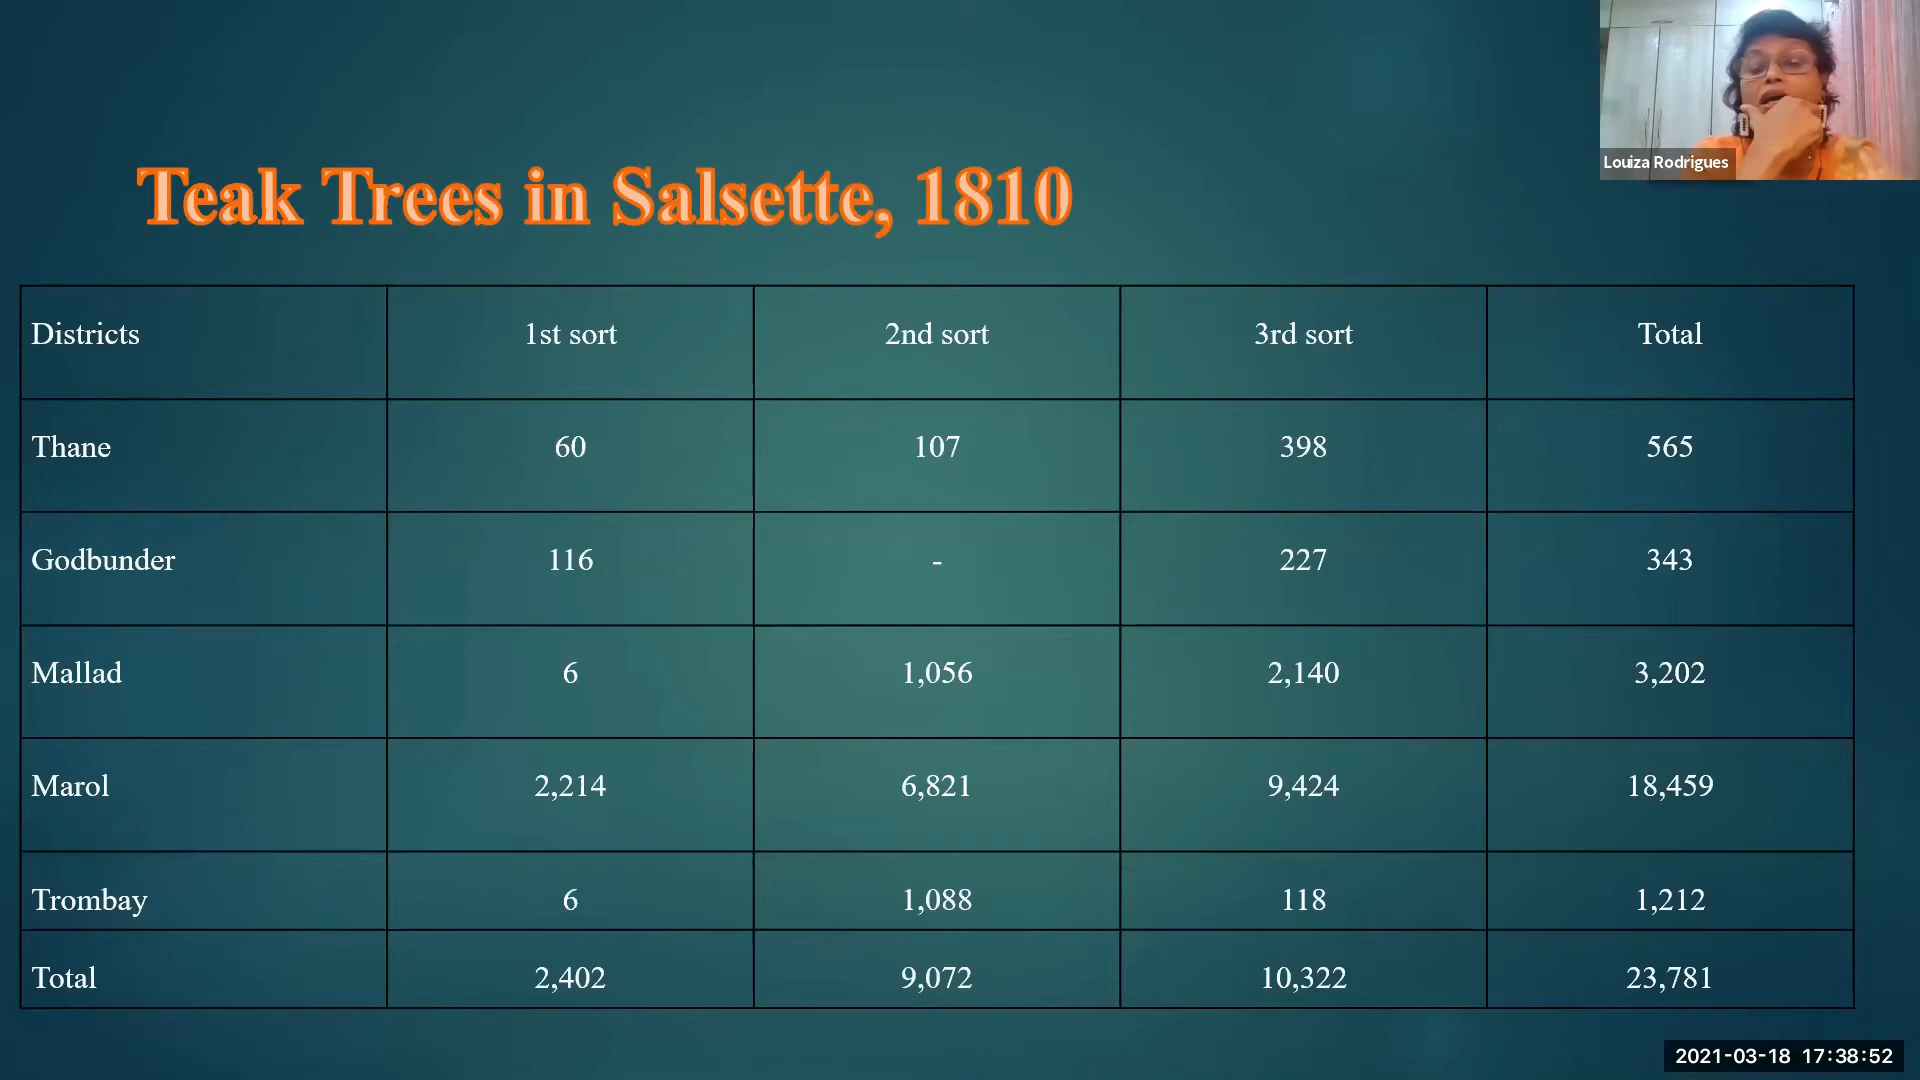 Louiza Rodrigues
Teak Trees in Salsette, 1810
Districts 1st sort 2nd sort 3rd sort Total
Thane 60 107 398 565
Godbunder 116 - 227 343
Mallad 6 1,056 2,140 3,202
Marol 2,214 6,821 9,424 18,459
Trombay 6 1,088 118 1,212
Total 2,402 9,072 10,322 23,781
2021-03-18 17:38:52